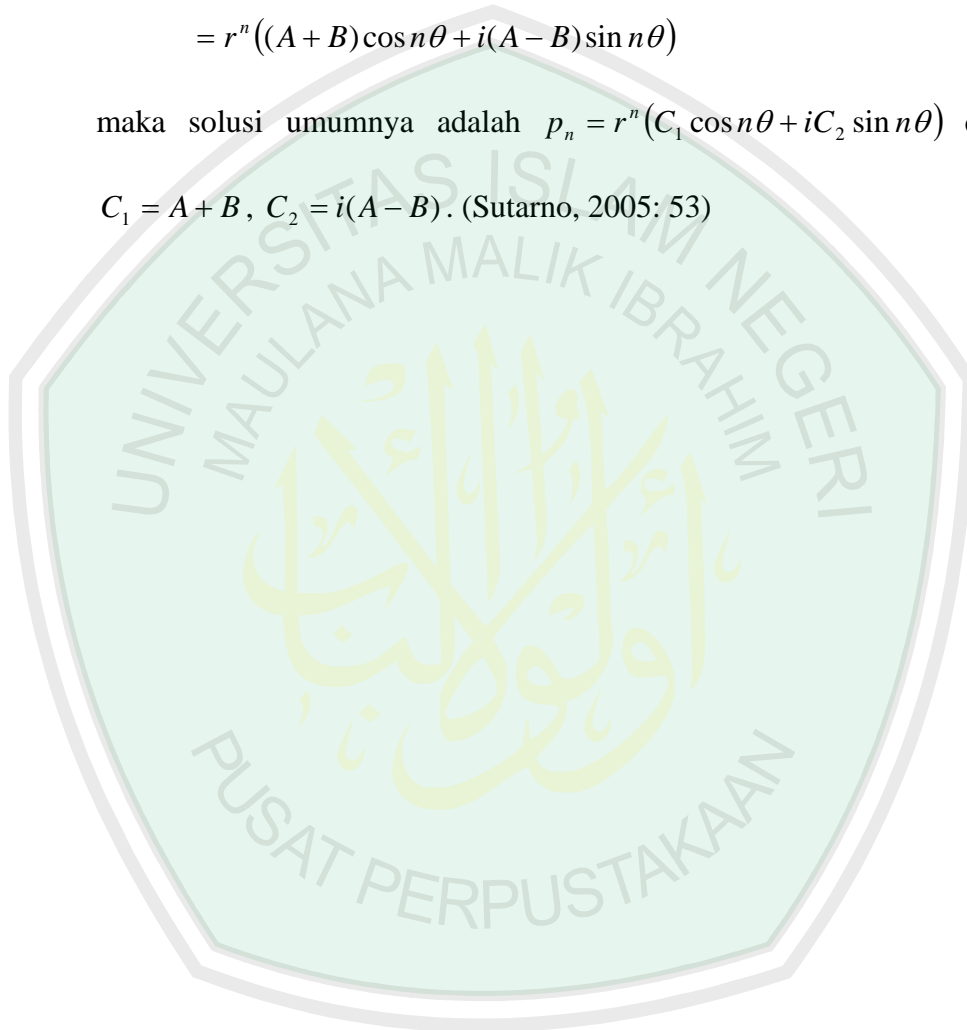 = r^n((A + B)cos nθ + i(A − B)sin nθ)
maka solusi umumnya adalah p_n = r^n(C_1 cos nθ + iC_2 sin nθ)
C_1 = A + B, C_2 = i(A − B). (Sutarno, 2005: 53)
UNIVERSITAS ISLAM NEGERI
MAULANA MALIK IBRAHIM
PUSAT PERPUSTAKAAN